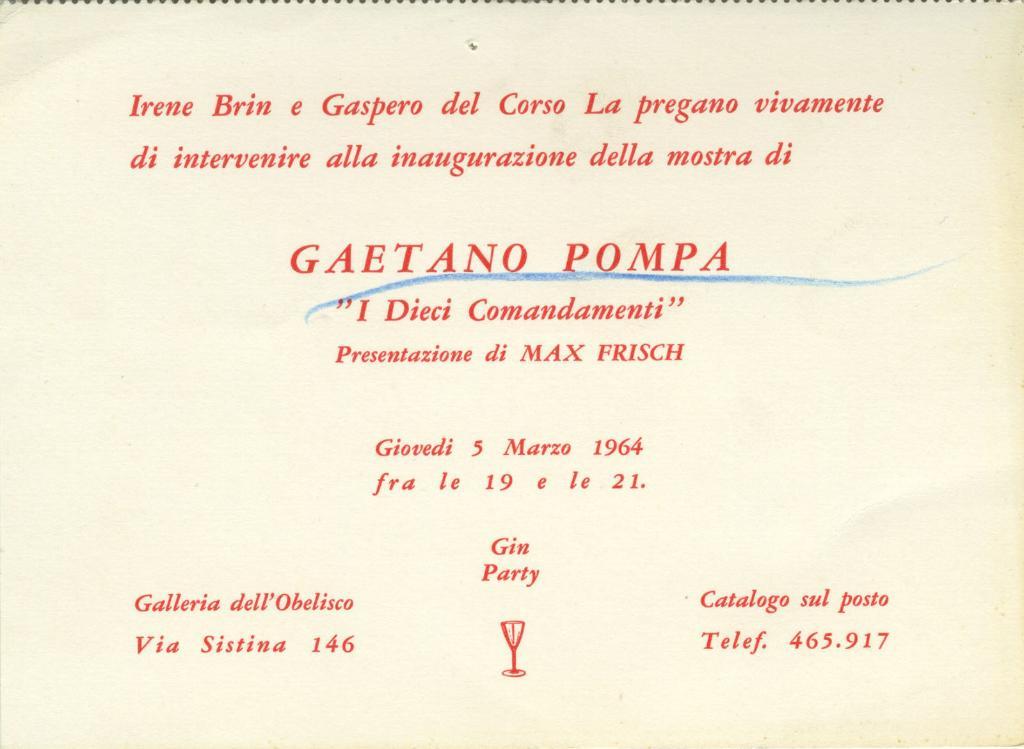 Irene Brin e Gaspero del Corso La pregano vivamente
di intervenire alla inaugurazione della mostra di
GAETANO POMPA
"I Dieci Comandamenti"
Presentazione di MAX FRISCH
Giovedi 5 Marzo 1964
fra le 19 e le 21.
Gin
Party
Galleria dell'Obelisco
Via Sistina 146
Catalogo sul posto
Telef. 465.917